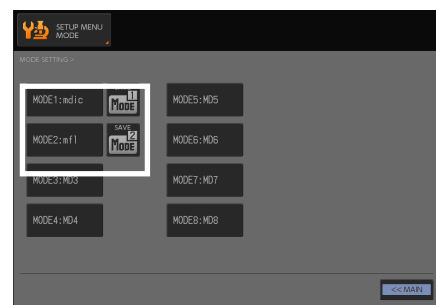 SETUP MENU
MODE
MODE SETTING >
MODE1:mdic
1
MODE
MODE5:MD5
MODE2:mfl
SAVE
2
MODE
MODE6:MD6
MODE3:MD3
MODE7:MD7
MODE4:MD4
MODE8:MD8
<<MAIN